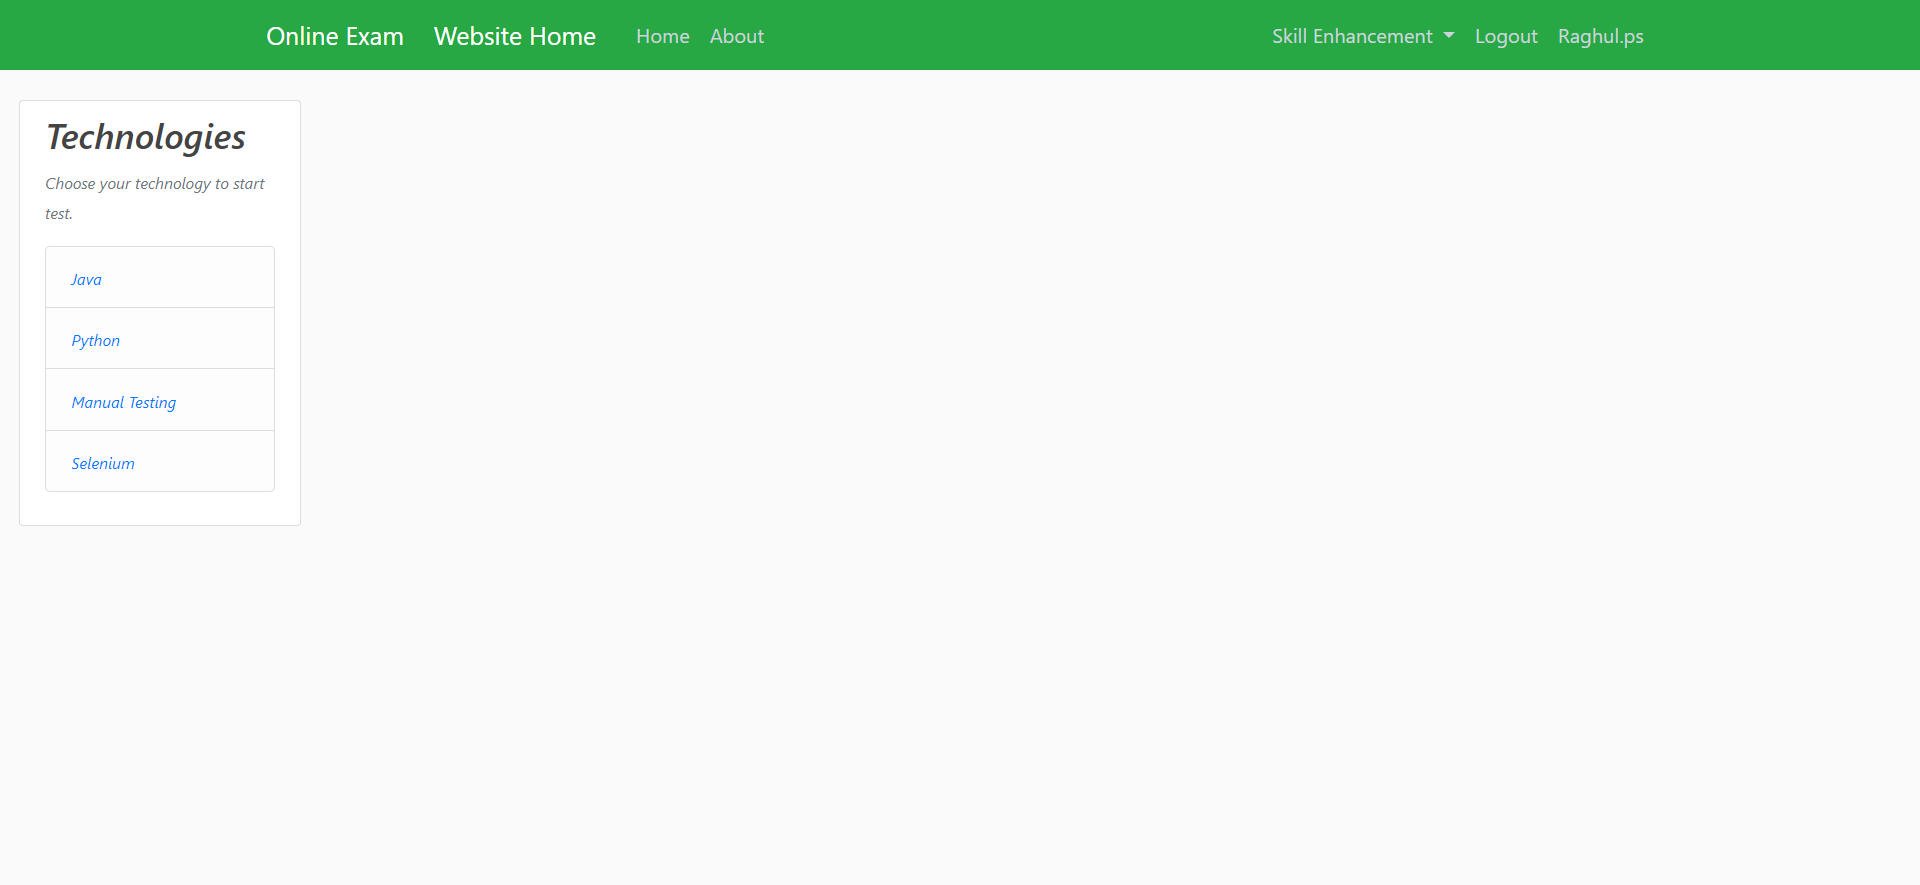 Online Exam Website Home Home About Skill Enhancement Logout Raghul.ps
Technologies
Choose your technology to start
test.
Java
Python
Manual Testing
Selenium